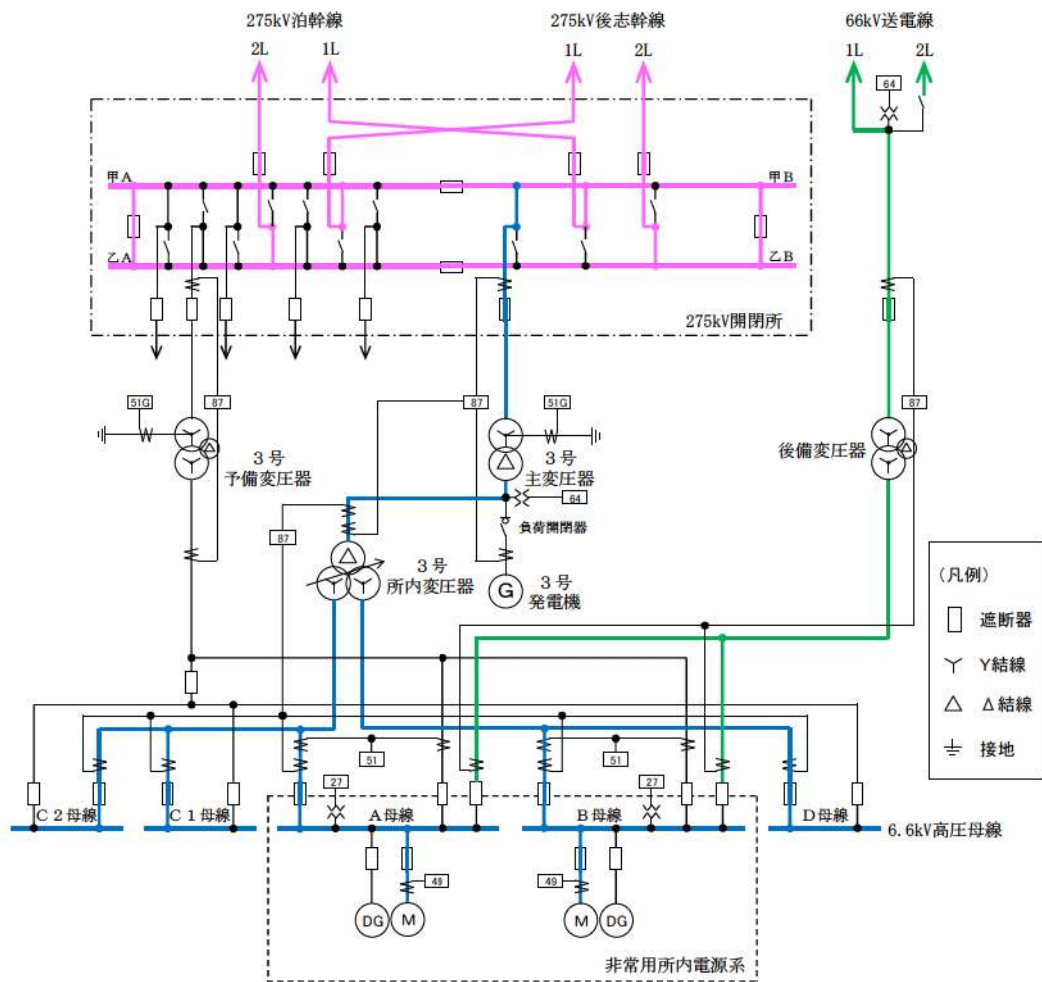 275kV泊幹線
275kV後志幹線
66kV送電線
2L
1L
1L
2L
1L
2L
64
甲A
甲B
乙A
乙B
275kV開閉所
51G
87
87
51G
87
3号
予備変圧器
3号
主変圧器
後備変圧器
64
87
負荷開閉器
3号
所内変圧器
G
3号
発電機
(凡例)
遮断器
Y結線
Δ結線
接地
51
51
27
27
C2母線
C1母線
A母線
B母線
D母線
6.6kV高圧母線
49
49
DG
M
M
DG
非常用所内電源系